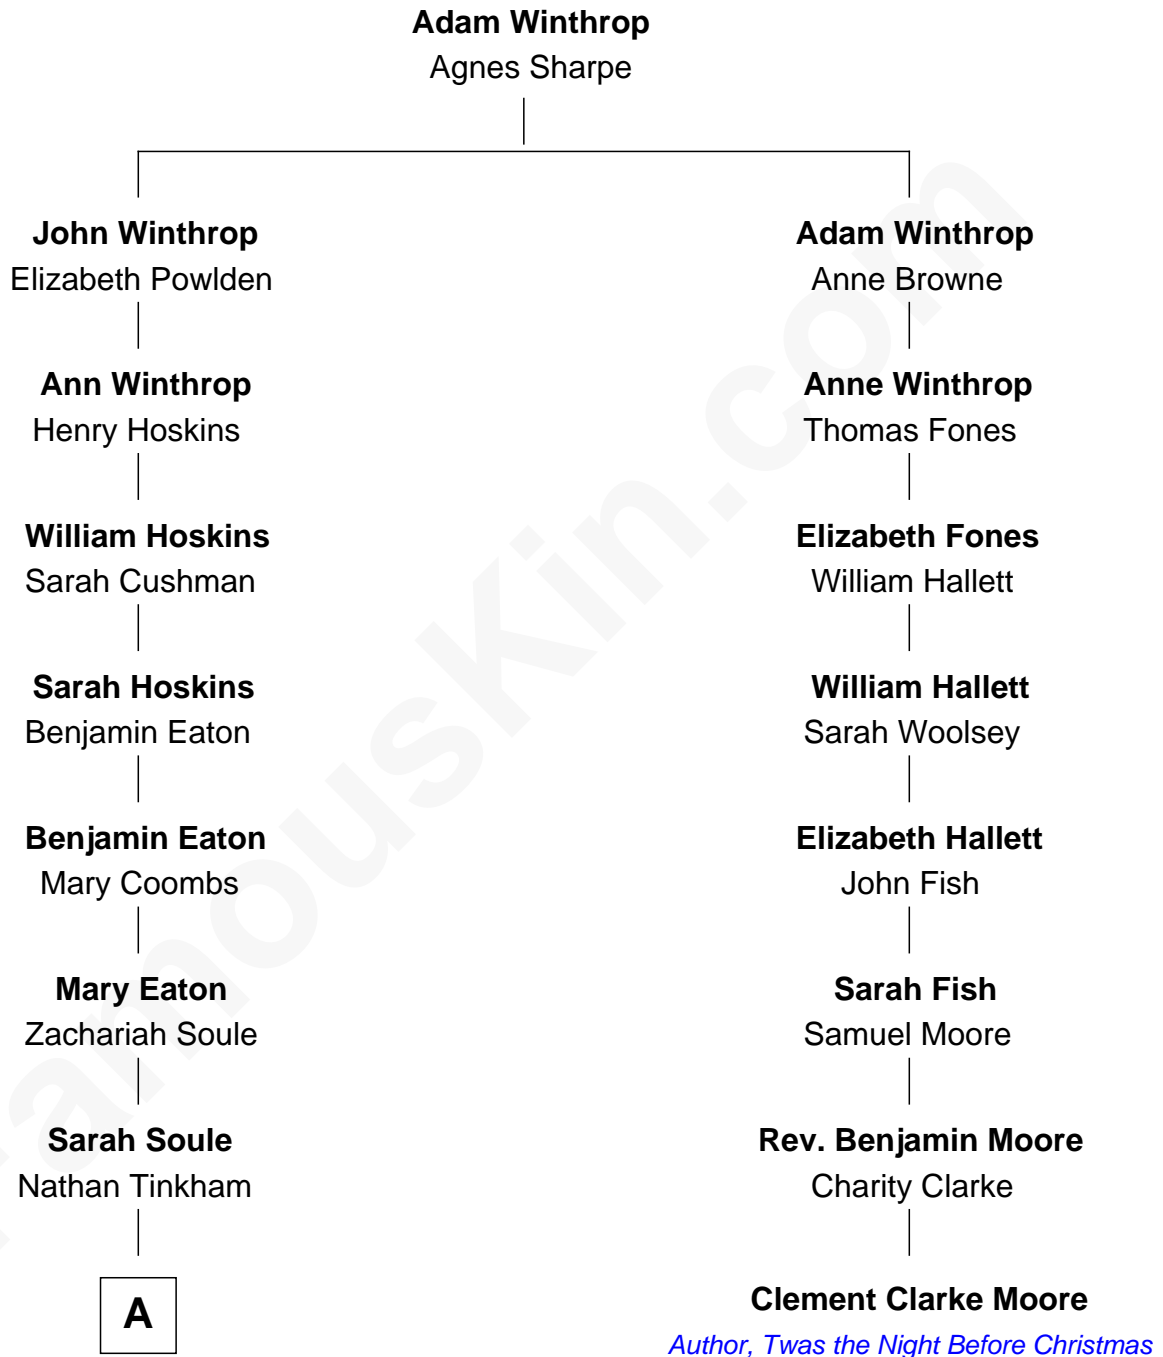 Adam Winthrop
Agnes Sharpe
John Winthrop
Elizabeth Powlden
Adam Winthrop
Anne Browne
Ann Winthrop
Henry Hoskins
Anne Winthrop
Thomas Fones
William Hoskins
Sarah Cushman
Elizabeth Fones
William Hallett
Sarah Hoskins
Benjamin Eaton
William Hallett
Sarah Woolsey
Benjamin Eaton
Mary Coombs
Elizabeth Hallett
John Fish
Mary Eaton
Zachariah Soule
Sarah Fish
Samuel Moore
Sarah Soule
Nathan Tinkham
Rev. Benjamin Moore
Charity Clarke
A
Clement Clarke Moore
Author, Twas the Night Before Christmas
FamousKin.com